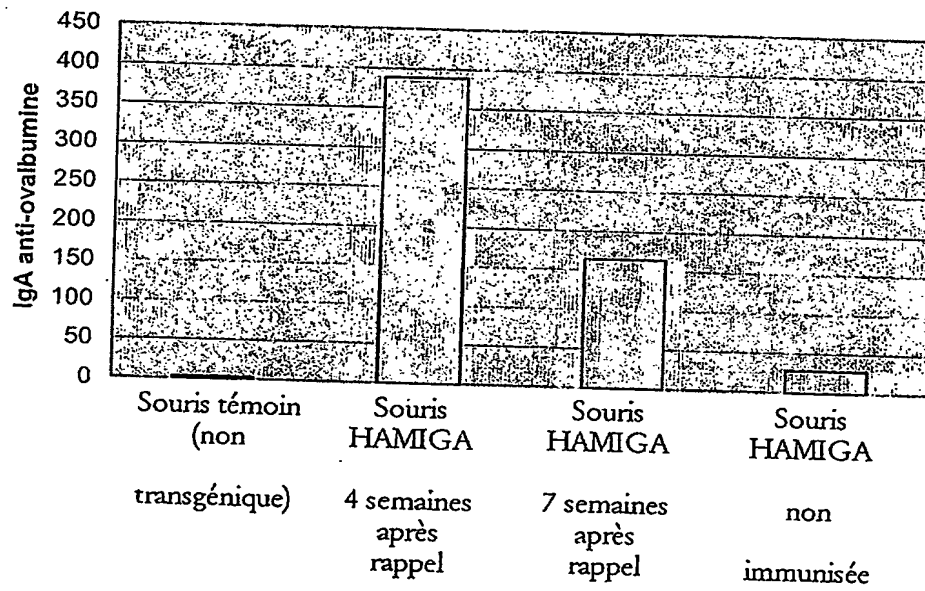 IgA anti-ovalbumine
450
400
350
300
250
200
150
100
50
0
Souris témoin
(non
transgénique)
Souris
HAMIGA
4 semaines
après
rappel
Souris
HAMIGA
7 semaines
après
rappel
Souris
HAMIGA
non
immunisée